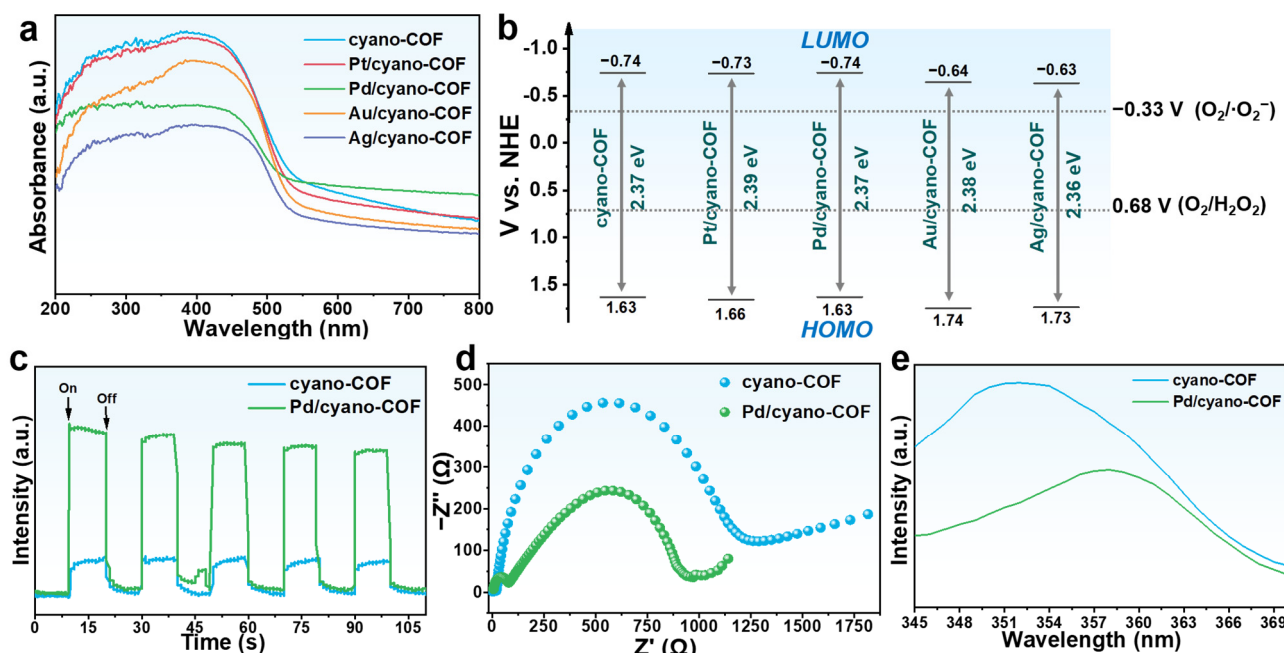 a
Absorbance (a.u.)
cyano-COF
Pt/cyano-COF
Pd/cyano-COF
Au/cyano-COF
Ag/cyano-COF
200 300 400 500 600 700 800
Wavelength (nm)
b
V vs. NHE
-1.0
-0.5
0.0
0.5
1.0
1.5
LUMO
−0.74 −0.73 −0.74 −0.64 −0.63
cyano-COF
2.37 eV
Pt/cyano-COF
2.39 eV
Pd/cyano-COF
2.37 eV
Au/cyano-COF
2.38 eV
Ag/cyano-COF
2.36 eV
−0.33 V (O₂/·O₂⁻)
0.68 V (O₂/H₂O₂)
1.63 1.66 1.63 1.74 1.73
HOMO
c
Intensity (a.u.)
On
Off
cyano-COF
Pd/cyano-COF
0 15 30 45 60 75 90 105
Time (s)
d
−Z'' (Ω)
500
400
300
200
100
0
cyano-COF
Pd/cyano-COF
0 250 500 750 1000 1250 1500 1750
Z' (Ω)
e
Intensity (a.u.)
cyano-COF
Pd/cyano-COF
345 348 351 354 357 360 363 366 369
Wavelength (nm)